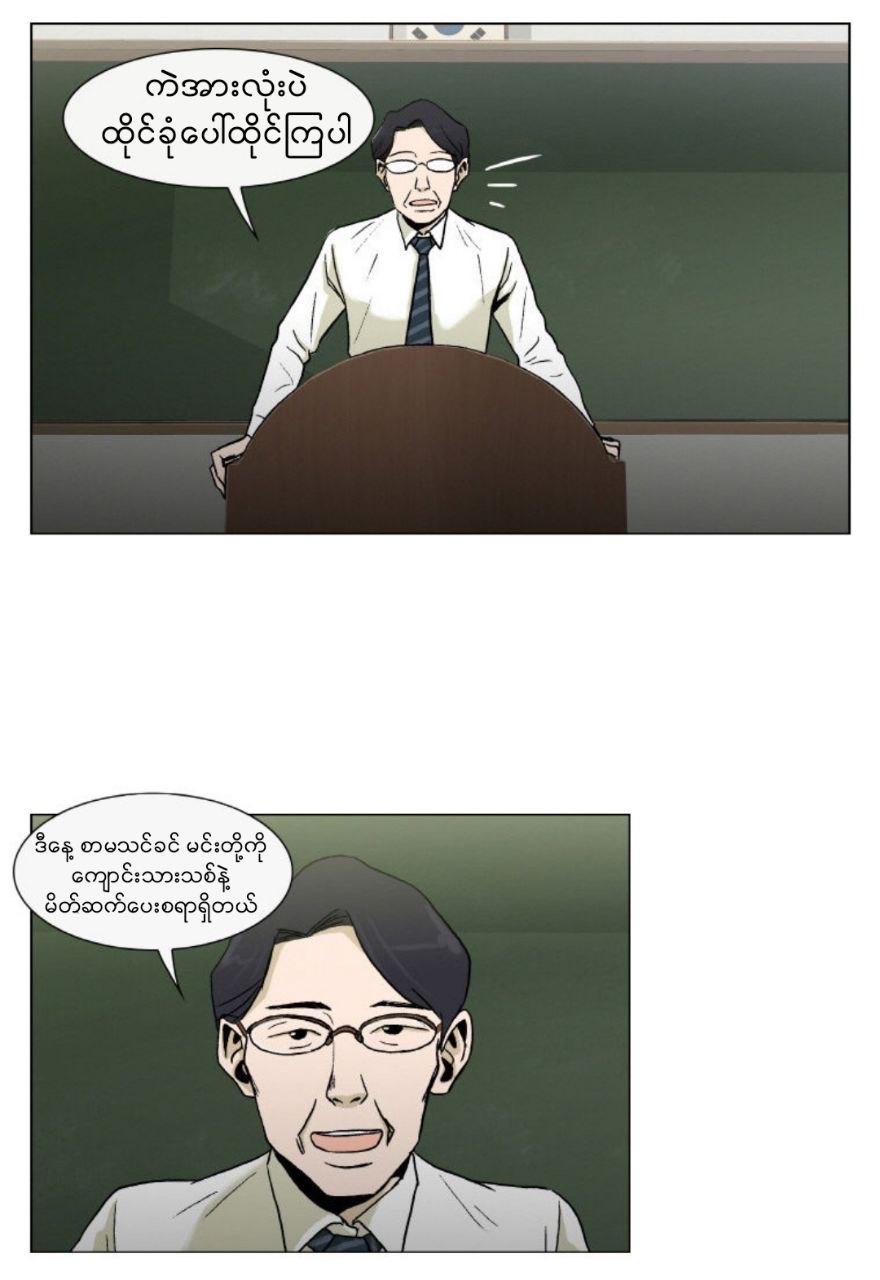 ကဲအားလုံးပဲ
ထိုင်ခုံပေါ်ထိုင်ကြပါ
ဒီနေ့ စာမသင်ခင် မင်းတို့ကို
ကျောင်းသားသစ်နဲ့
မိတ်ဆက်ပေးစရာရှိတယ်